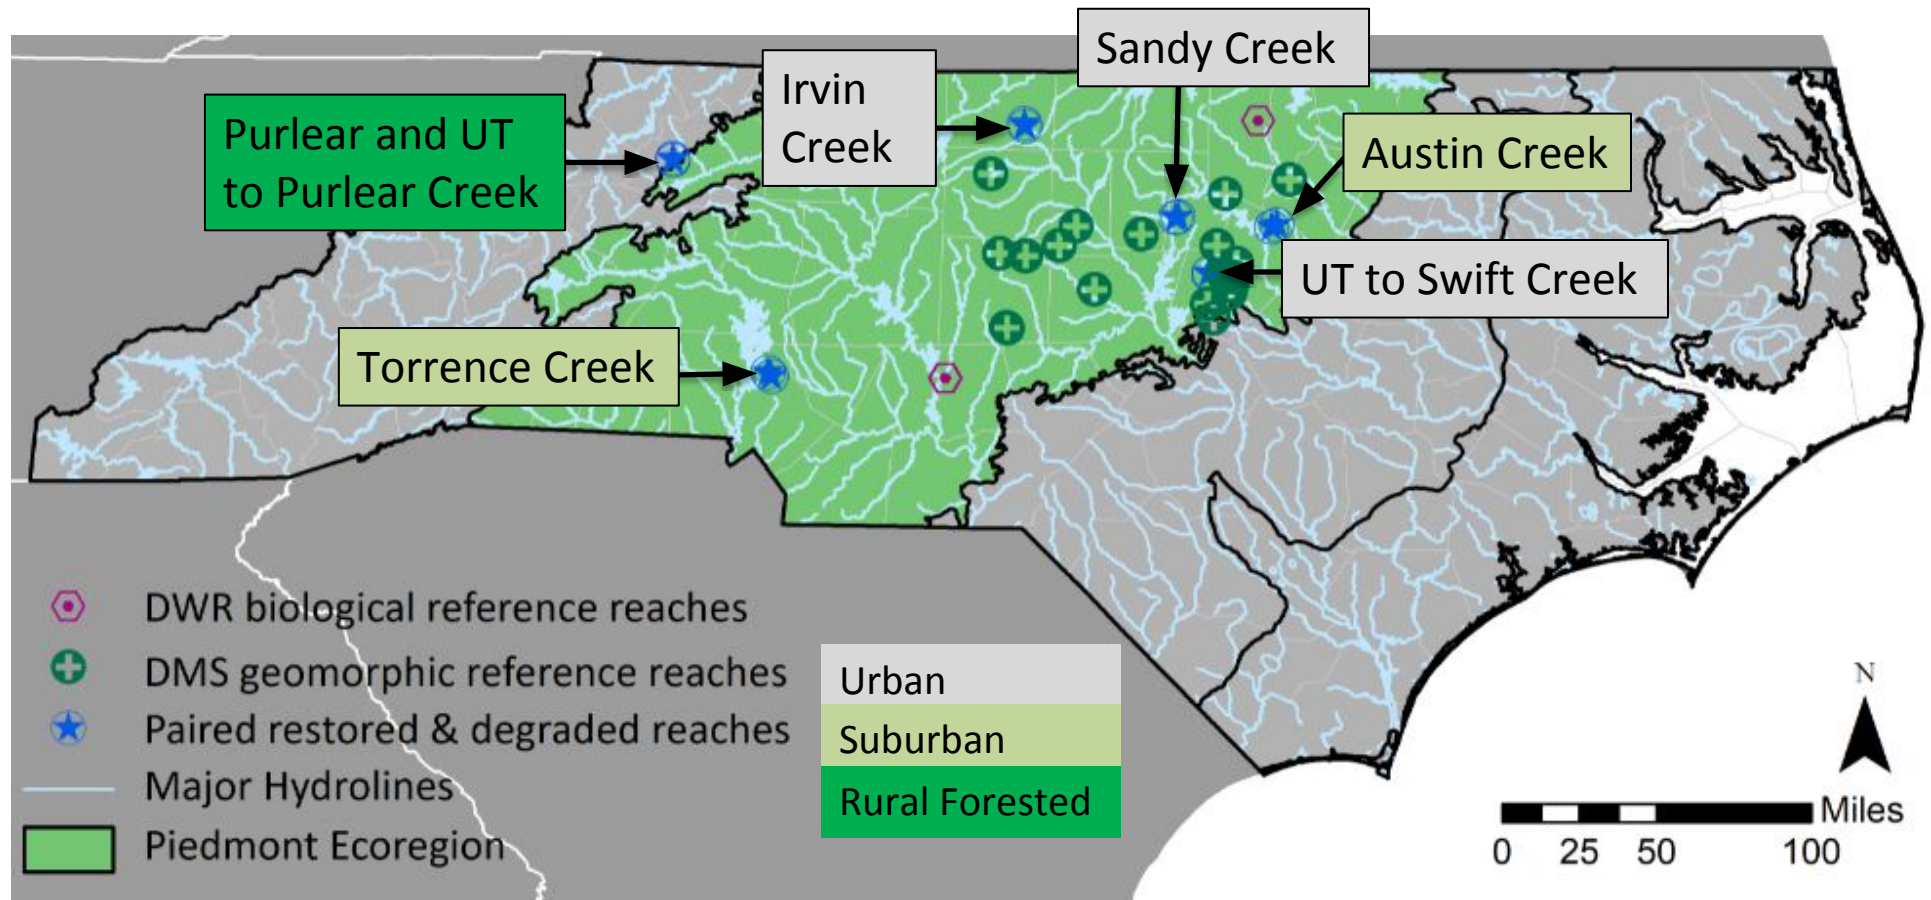 Sandy Creek
Irvin
Creek
Purlear and UT
to Purlear Creek
Austin Creek
UT to Swift Creek
Torrence Creek
DWR biological reference reaches
DMS geomorphic reference reaches
Paired restored & degraded reaches
Major Hydrolines
Piedmont Ecoregion
Urban
Suburban
Rural Forested
N
Miles
0 25 50 100